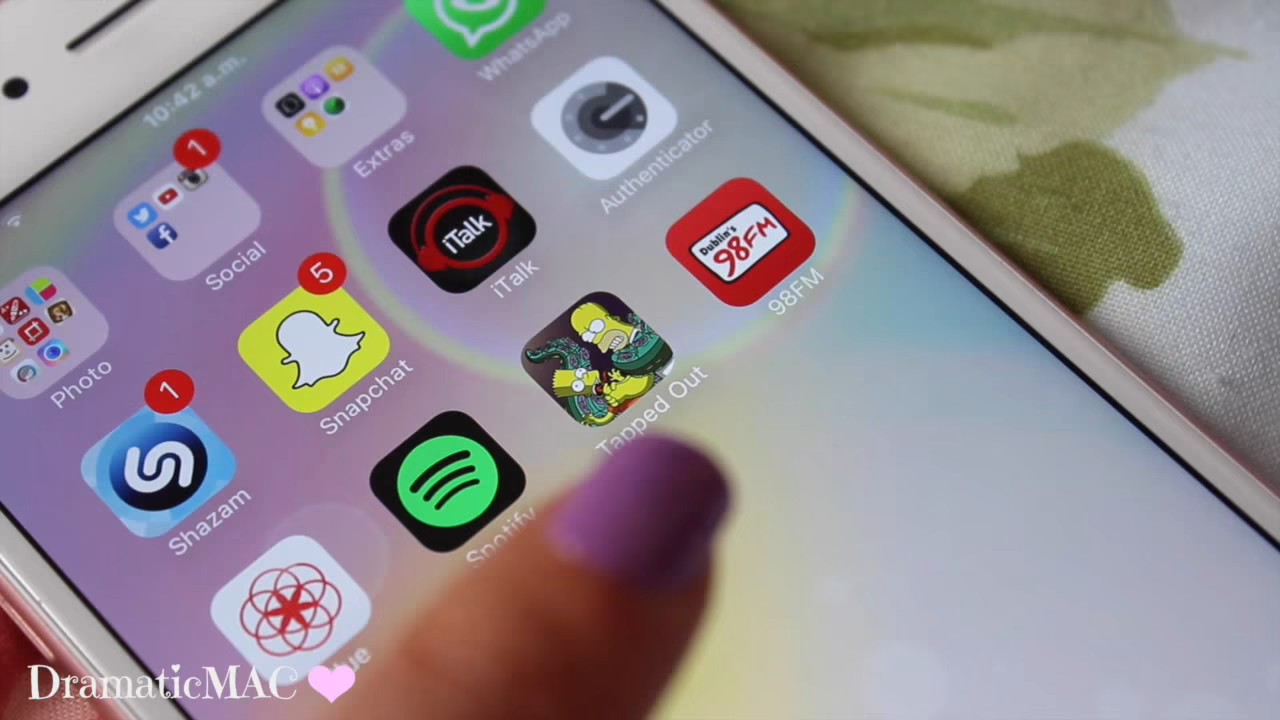 10:42 a.m.
WhatsApp
Extras
1
Social
Photo
Authenticator
iTalk
iTalk
Dublin's
98FM
98FM
5
Snapchat
Tapped Out
1
Shazam
Spotify
DramaticMAC